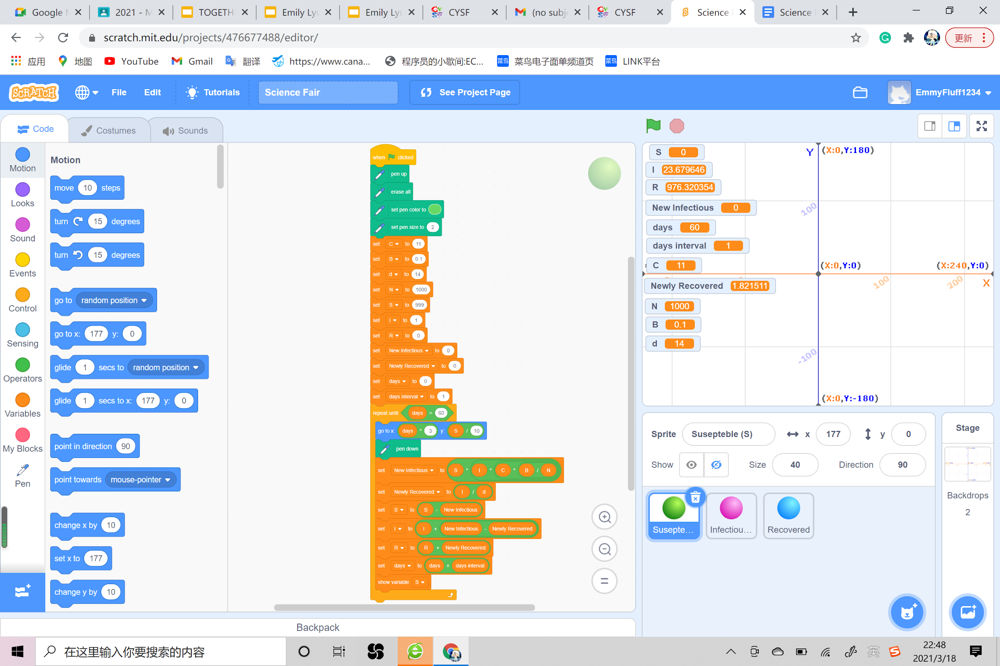 Google M
2021 - M
TOGETH
Emily Lyu
Emily Lyu
CYSF
(no subje
CYSF
Science
Science
scratch.mit.edu/projects/476677488/editor/
更新
应用
地图
YouTube
Gmail
翻译
https://www.cana...
程序员的小歇间:EC...
菜鸟 菜鸟电子面单频道页
菜鸟 LINK平台
SCRATCH
File
Edit
Tutorials
Science Fair
See Project Page
EmmyFluff1234
Code
Costumes
Sounds
Motion
Looks
Sound
Events
Control
Sensing
Operators
Variables
My Blocks
Pen
Motion
move 10 steps
turn 15 degrees
turn 15 degrees
go to random position
go to x: 177 y: 0
glide 1 secs to random position
glide 1 secs to x: 177 y: 0
point in direction 90
point towards mouse-pointer
change x by 10
set x to 177
change y by 10
when clicked
pen up
erase all
set pen color to
set pen size to 2
set C to 11
set B to 0.1
set d to 14
set N to 1000
set S to 999
set I to 1
set R to 0
set New Infectious to 0
set Newly Recovered to 0
set days to 0
set days interval to 1
repeat until days = 60
go to x: days * 3 y: S / 10
pen down
set New Infectious to S * I * C * B / N
set Newly Recovered to I / d
set S to S - New Infectious
set I to I + New Infectious - Newly Recovered
set R to R + Newly Recovered
set days to days + days interval
show variable S
Backpack
S 0
I 23.679646
R 976.320354
New Infectious 0
days 60
days interval 1
C 11
Newly Recovered 1.821511
N 1000
B 0.1
d 14
Y (X:0,Y:180)
100
(X:0,Y:0)
(X:240,Y:0)
100
200
X
-100
(X:0,Y:-180)
Sprite Susepteble (S) x 177 y 0
Show Size 40 Direction 90
Susepte...
Infectiou...
Recovered
Stage
Backdrops
2
在这里输入你要搜索的内容
英
22:48
2021/3/18